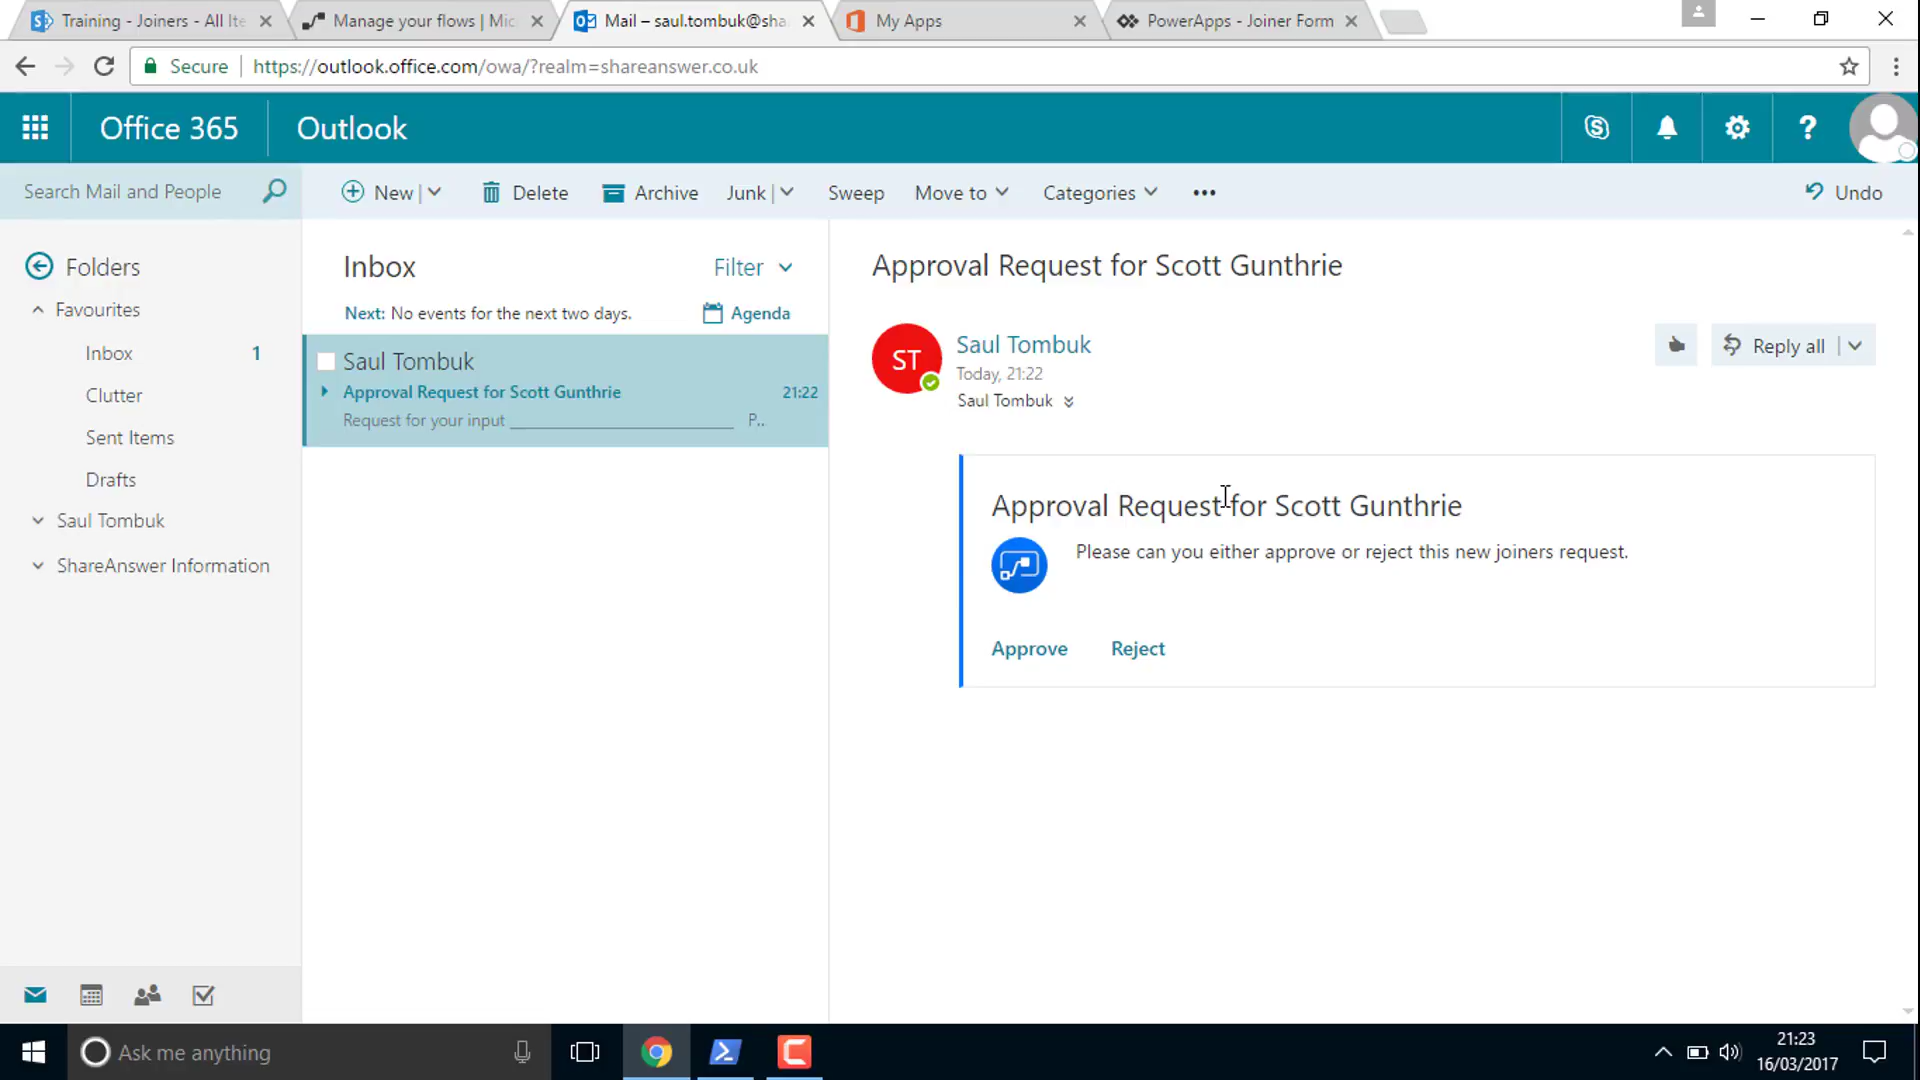 Training - Joiners - All Ite
Manage your flows | Mic
Mail – saul.tombuk@sha
My Apps
PowerApps - Joiner Form
Secure
https://outlook.office.com/owa/?realm=shareanswer.co.uk
Office 365
Outlook
?
Search Mail and People
New
Delete
Archive
Junk
Sweep
Move to
Categories
Undo
Folders
Favourites
Inbox 1
Clutter
Sent Items
Drafts
Saul Tombuk
ShareAnswer Information
Inbox
Filter
Next: No events for the next two days.
Agenda
Saul Tombuk
Approval Request for Scott Gunthrie 21:22
Request for your input ______________________ P...
Approval Request for Scott Gunthrie
ST
Saul Tombuk
Today, 21:22
Saul Tombuk
Reply all
Approval Request for Scott Gunthrie
Please can you either approve or reject this new joiners request.
Approve
Reject
Ask me anything
21:23
16/03/2017